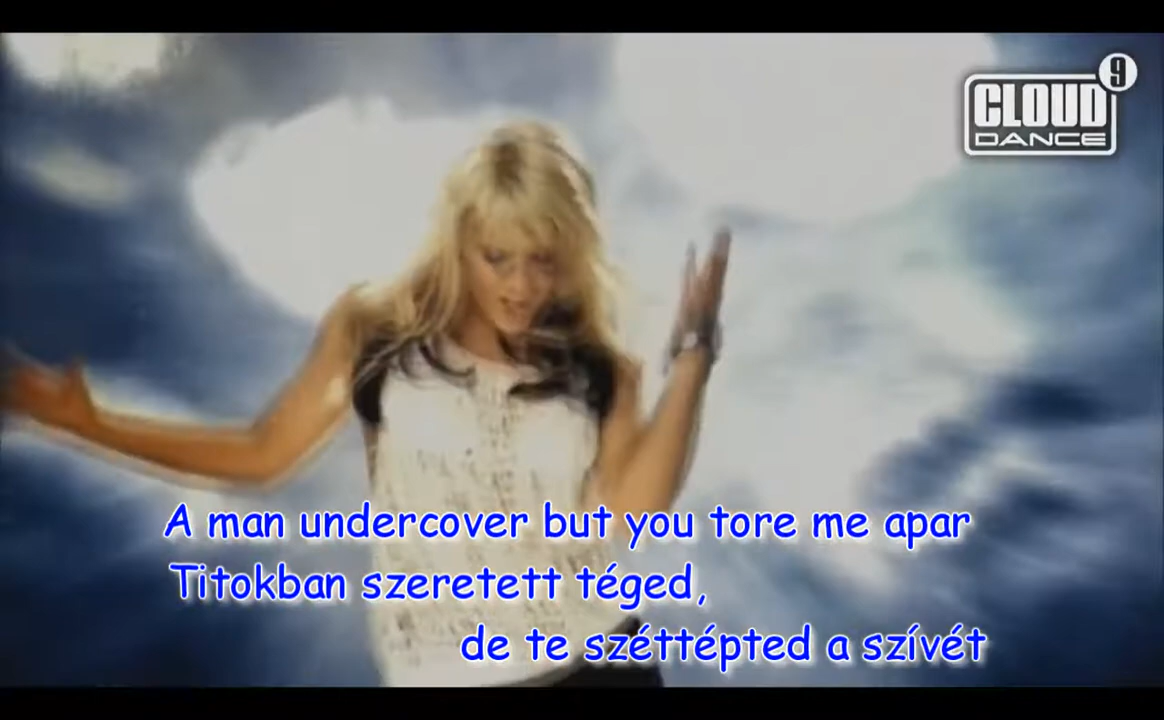 9
CLOUD
DANCE
A man undercover but you tore me apar
Titokban szeretett téged,
de te széttépted a szívét